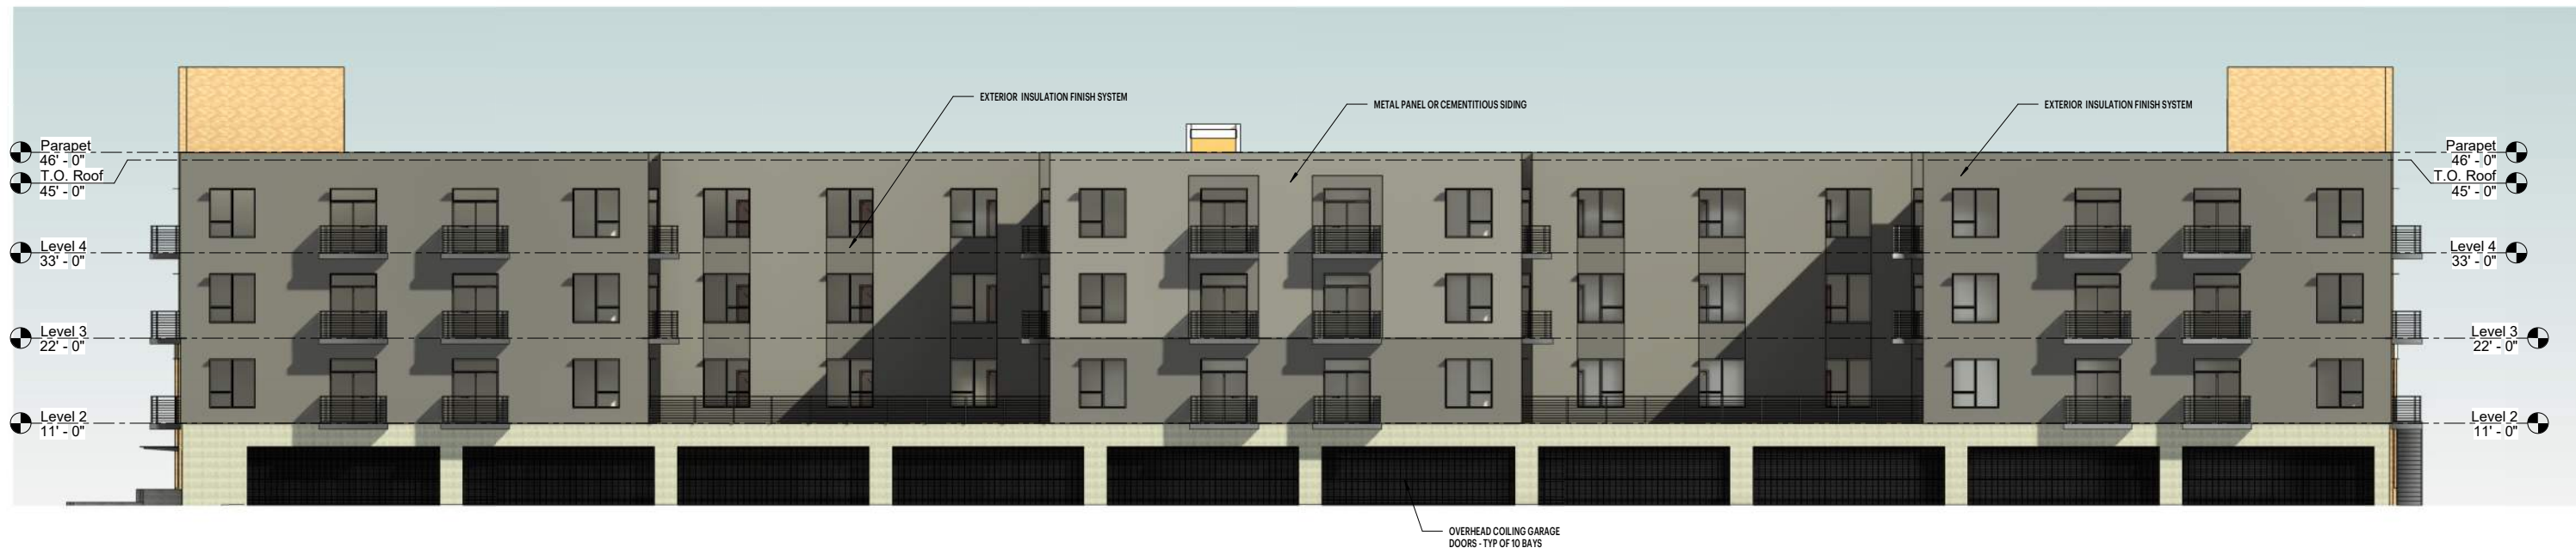 EXTERIOR INSULATION FINISH SYSTEM
METAL PANEL OR CEMENTITIOUS SIDING
EXTERIOR INSULATION FINISH SYSTEM
Parapet
46' - 0"
T.O. Roof
45' - 0"
Level 4
33' - 0"
Level 3
22' - 0"
Level 2
11' - 0"
Parapet
46' - 0"
T.O. Roof
45' - 0"
Level 4
33' - 0"
Level 3
22' - 0"
Level 2
11' - 0"
OVERHEAD COILING GARAGE
DOORS - TYP OF 10 BAYS